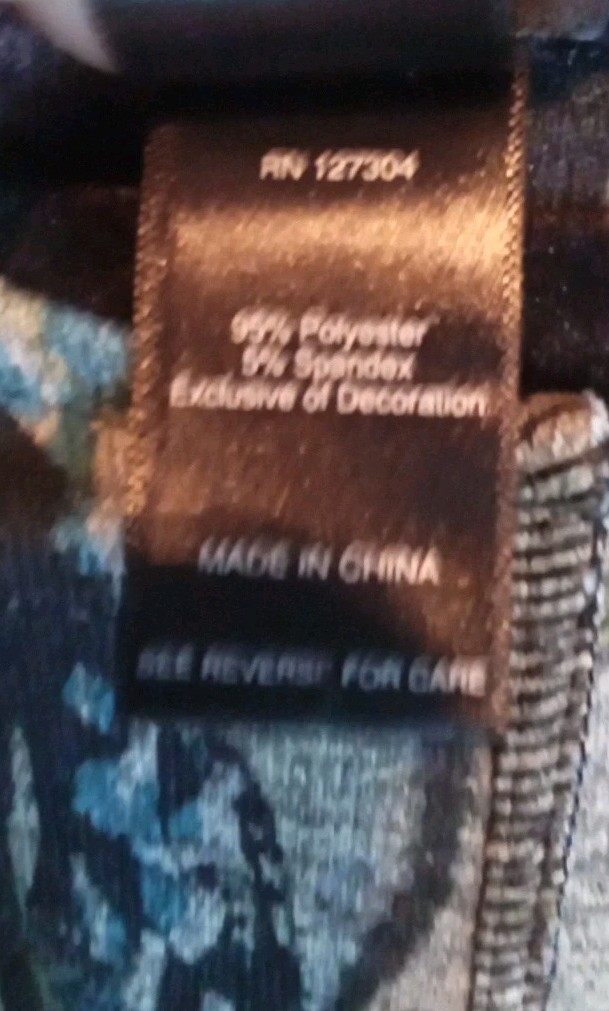 RN 127304
95% Polyester
5% Spandex
Exclusive of Decoration
MADE IN CHINA
SEE REVERSE FOR CARE